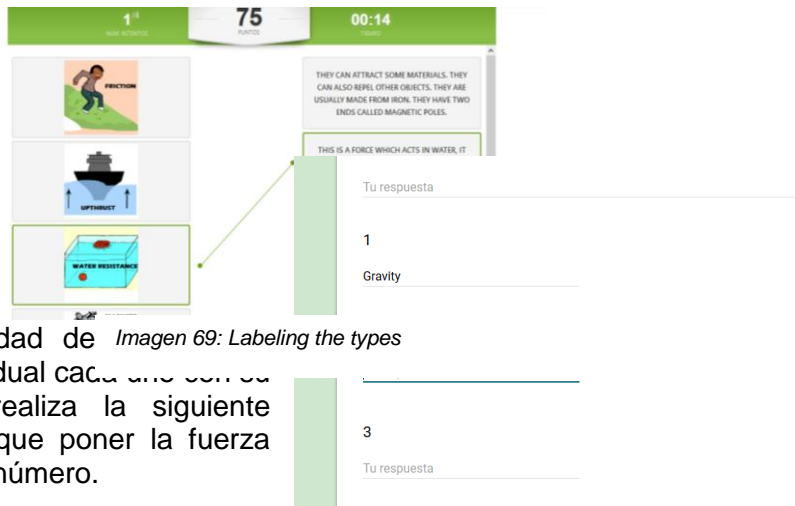 1
75
00:14
PUNTOS
TIEMPO
FRICTION
UPTHRUST
WATER RESISTANCE
THEY CAN ATTRACT SOME MATERIALS. THEY
CAN ALSO REPEL OTHER OBJECTS. THEY ARE
USUALLY MADE FROM IRON. THEY HAVE TWO
ENDS CALLED MAGNETIC POLES.
THIS IS A FORCE WHICH ACTS IN WATER, IT
Tu respuesta
1
Gravity
dad de
Imagen 69: Labeling the types
dual cada uno con su
realiza la siguiente
que poner la fuerza
número.
3
Tu respuesta